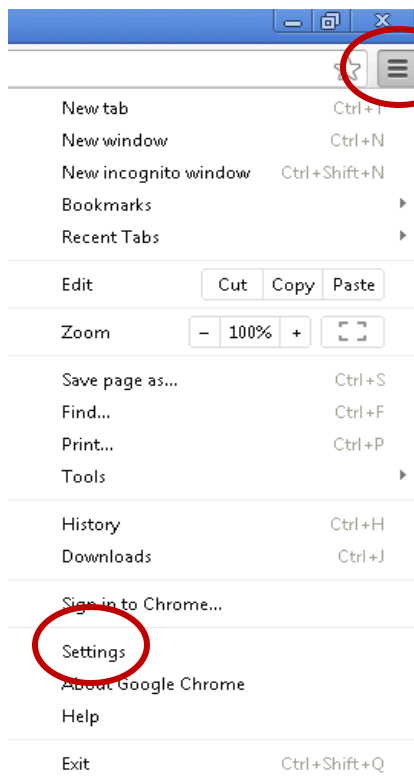 New tab Ctrl+T
New window Ctrl+N
New incognito window Ctrl+Shift+N
Bookmarks
Recent Tabs
Edit Cut Copy Paste
Zoom − 100% +
Save page as... Ctrl+S
Find... Ctrl+F
Print... Ctrl+P
Tools
History Ctrl+H
Downloads Ctrl+J
Sign in to Chrome...
Settings
About Google Chrome
Help
Exit Ctrl+Shift+Q